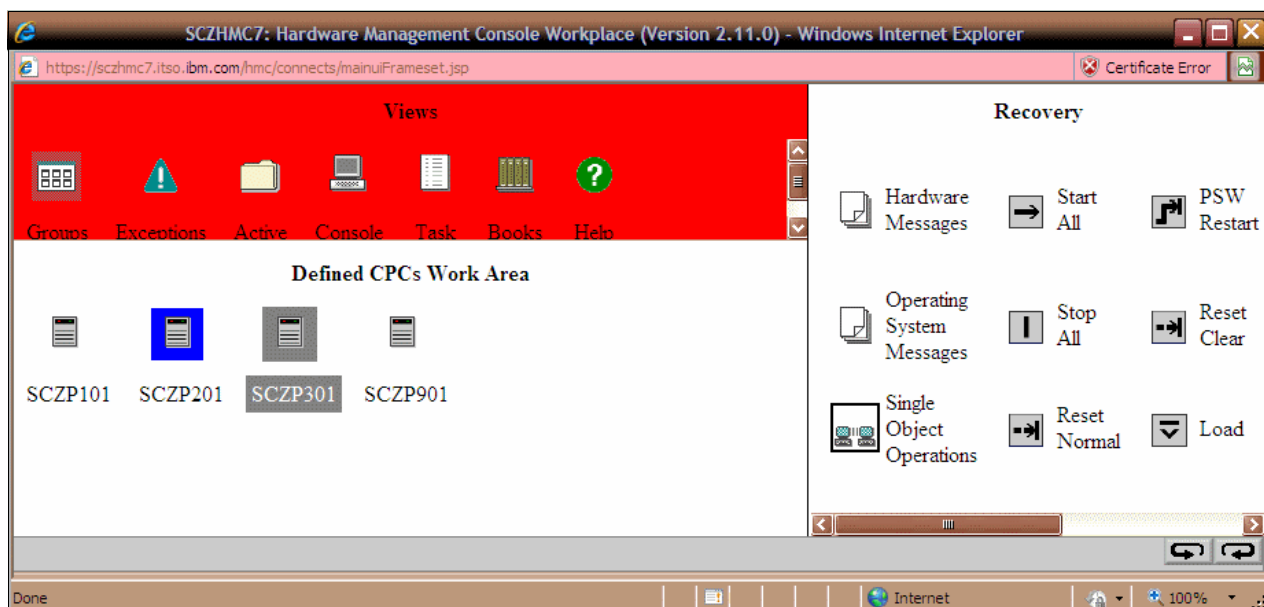 SCZHMC7: Hardware Management Console Workplace (Version 2.11.0) - Windows Internet Explorer
https://sczhmc7.itso.ibm.com/hmc/connects/mainuiFrameset.jsp
Certificate Error
Views
Groups Exceptions Active Console Task Books Help
Defined CPCs Work Area
SCZP101 SCZP201 SCZP301 SCZP901
Recovery
Hardware
Messages
Start
All
PSW
Restart
Operating
System
Messages
Stop
All
Reset
Clear
Single
Object
Operations
Reset
Normal
Load
Done
Internet
100%